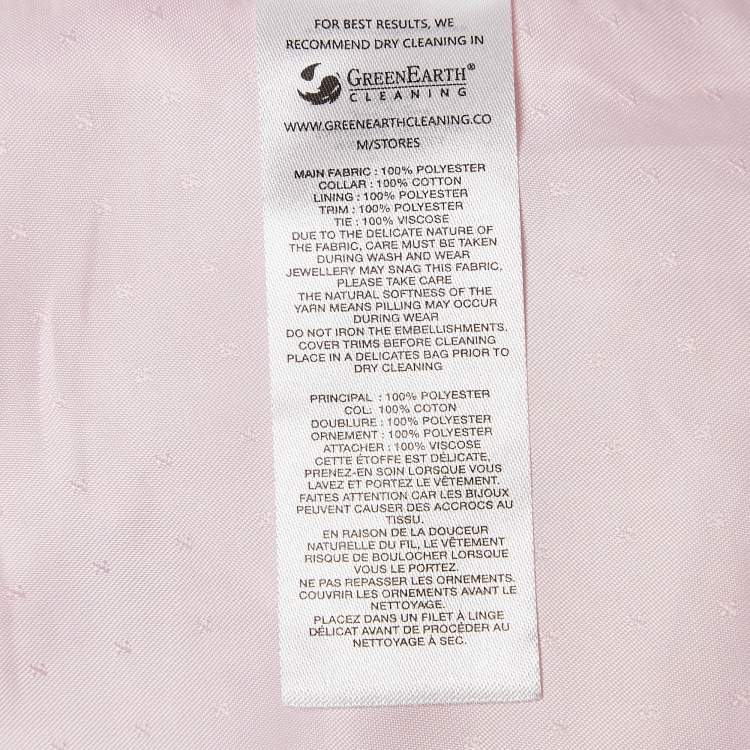 FOR BEST RESULTS, WE
RECOMMEND DRY CLEANING IN
GREENEARTH®
CLEANING
WWW.GREENEARTHCLEANING.CO
M/STORES
MAIN FABRIC : 100% POLYESTER
COLLAR : 100% COTTON
LINING : 100% POLYESTER
TRIM : 100% POLYESTER
TIE : 100% VISCOSE
DUE TO THE DELICATE NATURE OF
THE FABRIC, CARE MUST BE TAKEN
DURING WASH AND WEAR
JEWELLERY MAY SNAG THIS FABRIC,
PLEASE TAKE CARE
THE NATURAL SOFTNESS OF THE
YARN MEANS PILLING MAY OCCUR
DURING WEAR
DO NOT IRON THE EMBELLISHMENTS.
COVER TRIMS BEFORE CLEANING
PLACE IN A DELICATES BAG PRIOR TO
DRY CLEANING
PRINCIPAL : 100% POLYESTER
COL: 100% COTON
DOUBLURE : 100% POLYESTER
ORNEMENT : 100% POLYESTER
ATTACHER : 100% VISCOSE
CETTE ÉTOFFE EST DÉLICATE,
PRENEZ-EN SOIN LORSQUE VOUS
LAVEZ ET PORTEZ LE VÊTEMENT.
FAITES ATTENTION CAR LES BIJOUX
PEUVENT CAUSER DES ACCROCS AU
TISSU.
EN RAISON DE LA DOUCEUR
NATURELLE DU FIL, LE VÊTEMENT
RISQUE DE BOULOCHER LORSQUE
VOUS LE PORTEZ.
NE PAS REPASSER LES ORNEMENTS.
COUVRIR LES ORNEMENTS AVANT LE
NETTOYAGE.
PLACEZ DANS UN FILET À LINGE
DÉLICAT AVANT DE PROCÉDER AU
NETTOYAGE À SEC.